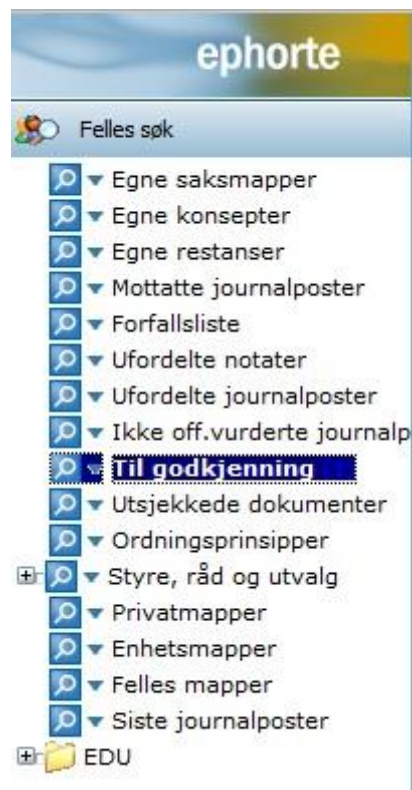 ephorte
Felles søk
Egne saksmapper
Egne konsepter
Egne restanser
Mottatte journalposter
Forfallsliste
Ufordelte notater
Ufordelte journalposter
Ikke off.vurderte journalp
Til godkjenning
Utsjekkede dokumenter
Ordningsprinsipper
Styre, råd og utvalg
Privatmapper
Enhetsmapper
Felles mapper
Siste journalposter
EDU